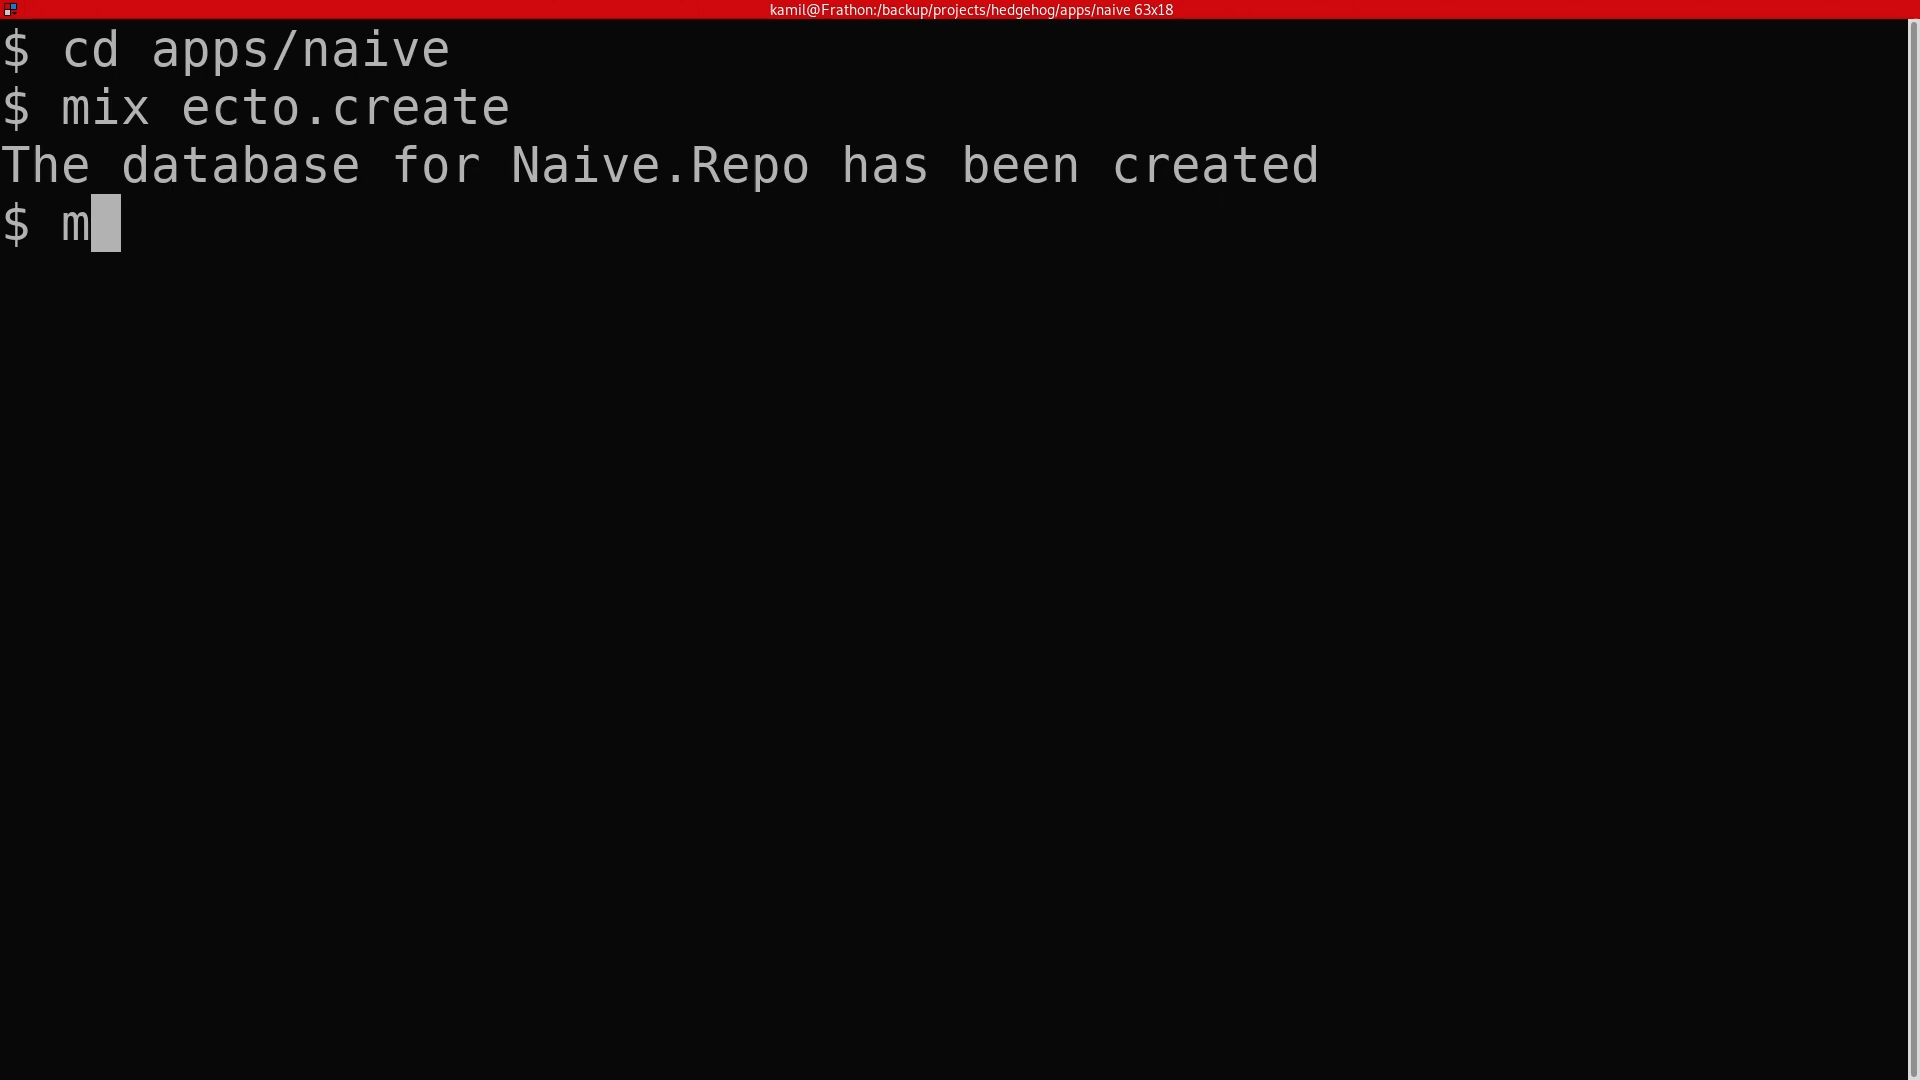 kamil@Frathon:/backup/projects/hedgehog/apps/naive 63x18
$ cd apps/naive
$ mix ecto.create
The database for Naive.Repo has been created
$ m